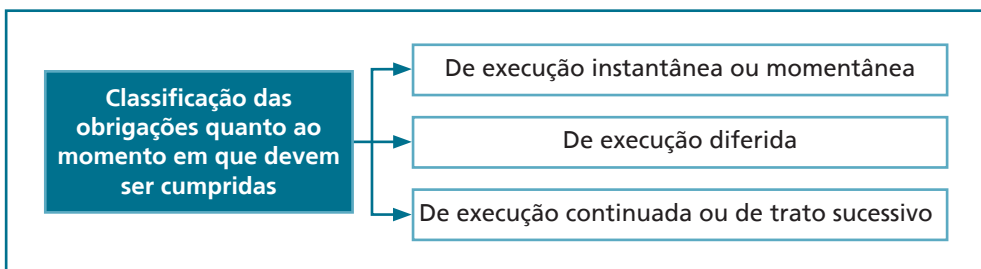 Classificação das
obrigações quanto ao
momento em que devem
ser cumpridas
De execução instantânea ou momentânea
De execução diferida
De execução continuada ou de trato sucessivo